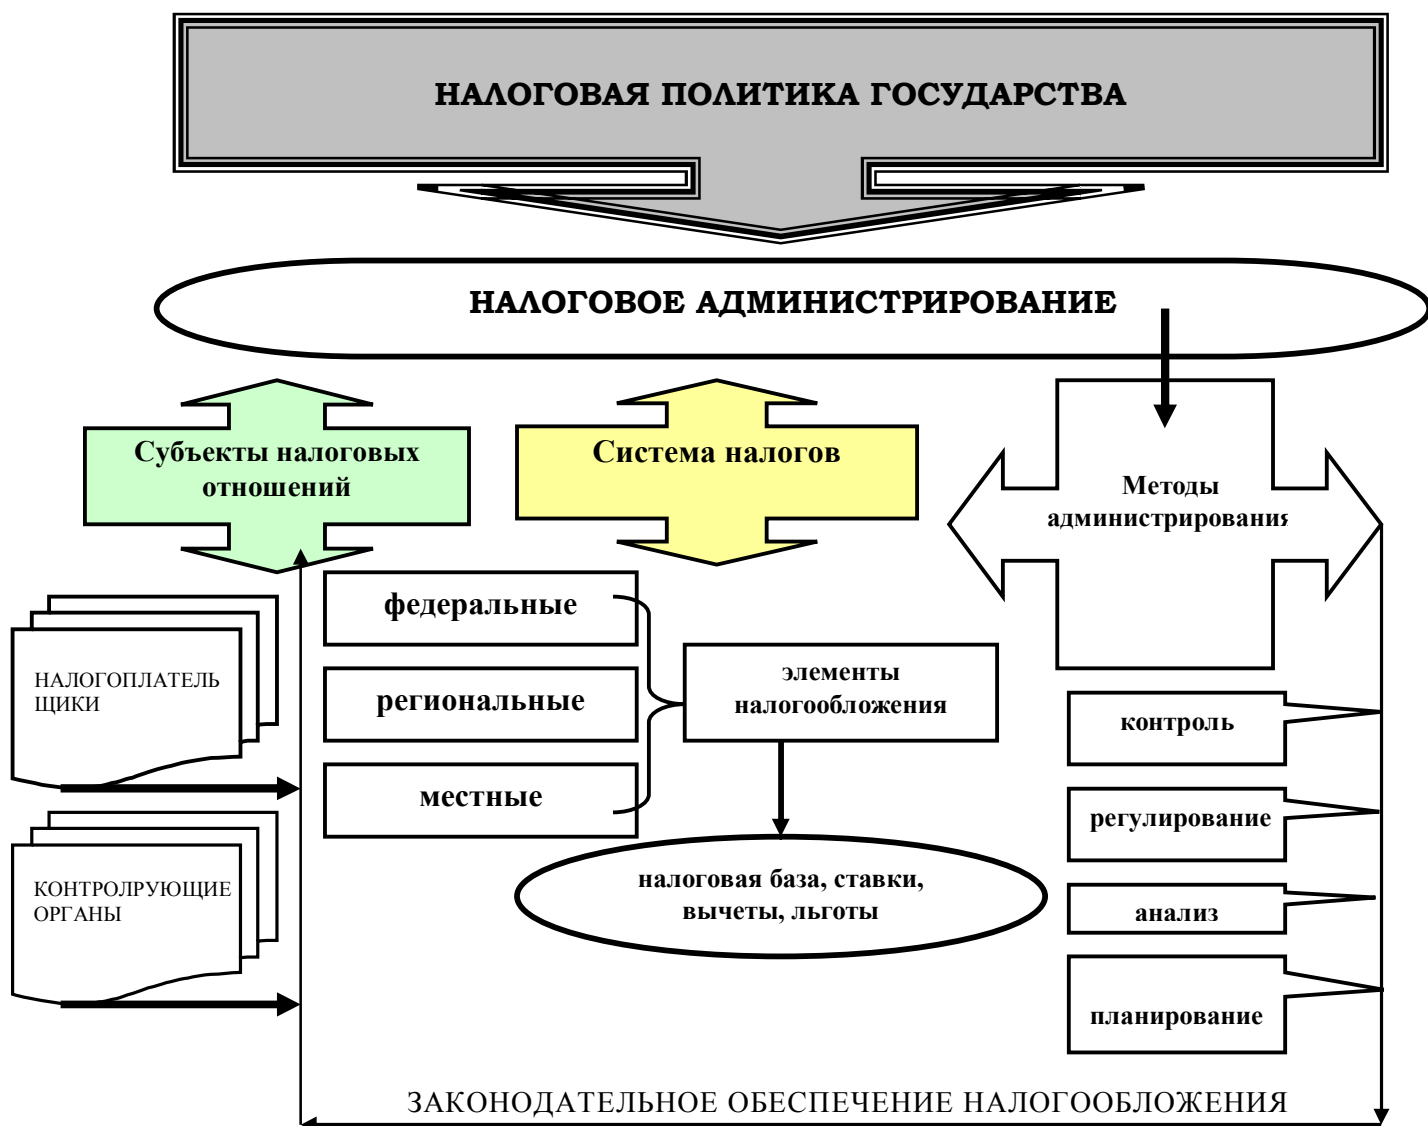 НАЛОГОВАЯ ПОЛИТИКА ГОСУДАРСТВА
НАЛОГОВОЕ АДМИНИСТРИРОВАНИЕ
Субъекты налоговых
отношений
Система налогов
Методы
администрирования
федеральные
региональные
местные
элементы
налогообложения
налоговая база, ставки,
вычеты, льготы
НАЛОГОПЛАТЕЛЬ
ЩИКИ
КОНТРОЛРУЮЩИЕ
ОРГАНЫ
контроль
регулирование
анализ
планирование
ЗАКОНОДАТЕЛЬНОЕ ОБЕСПЕЧЕНИЕ НАЛОГООБЛОЖЕНИЯ